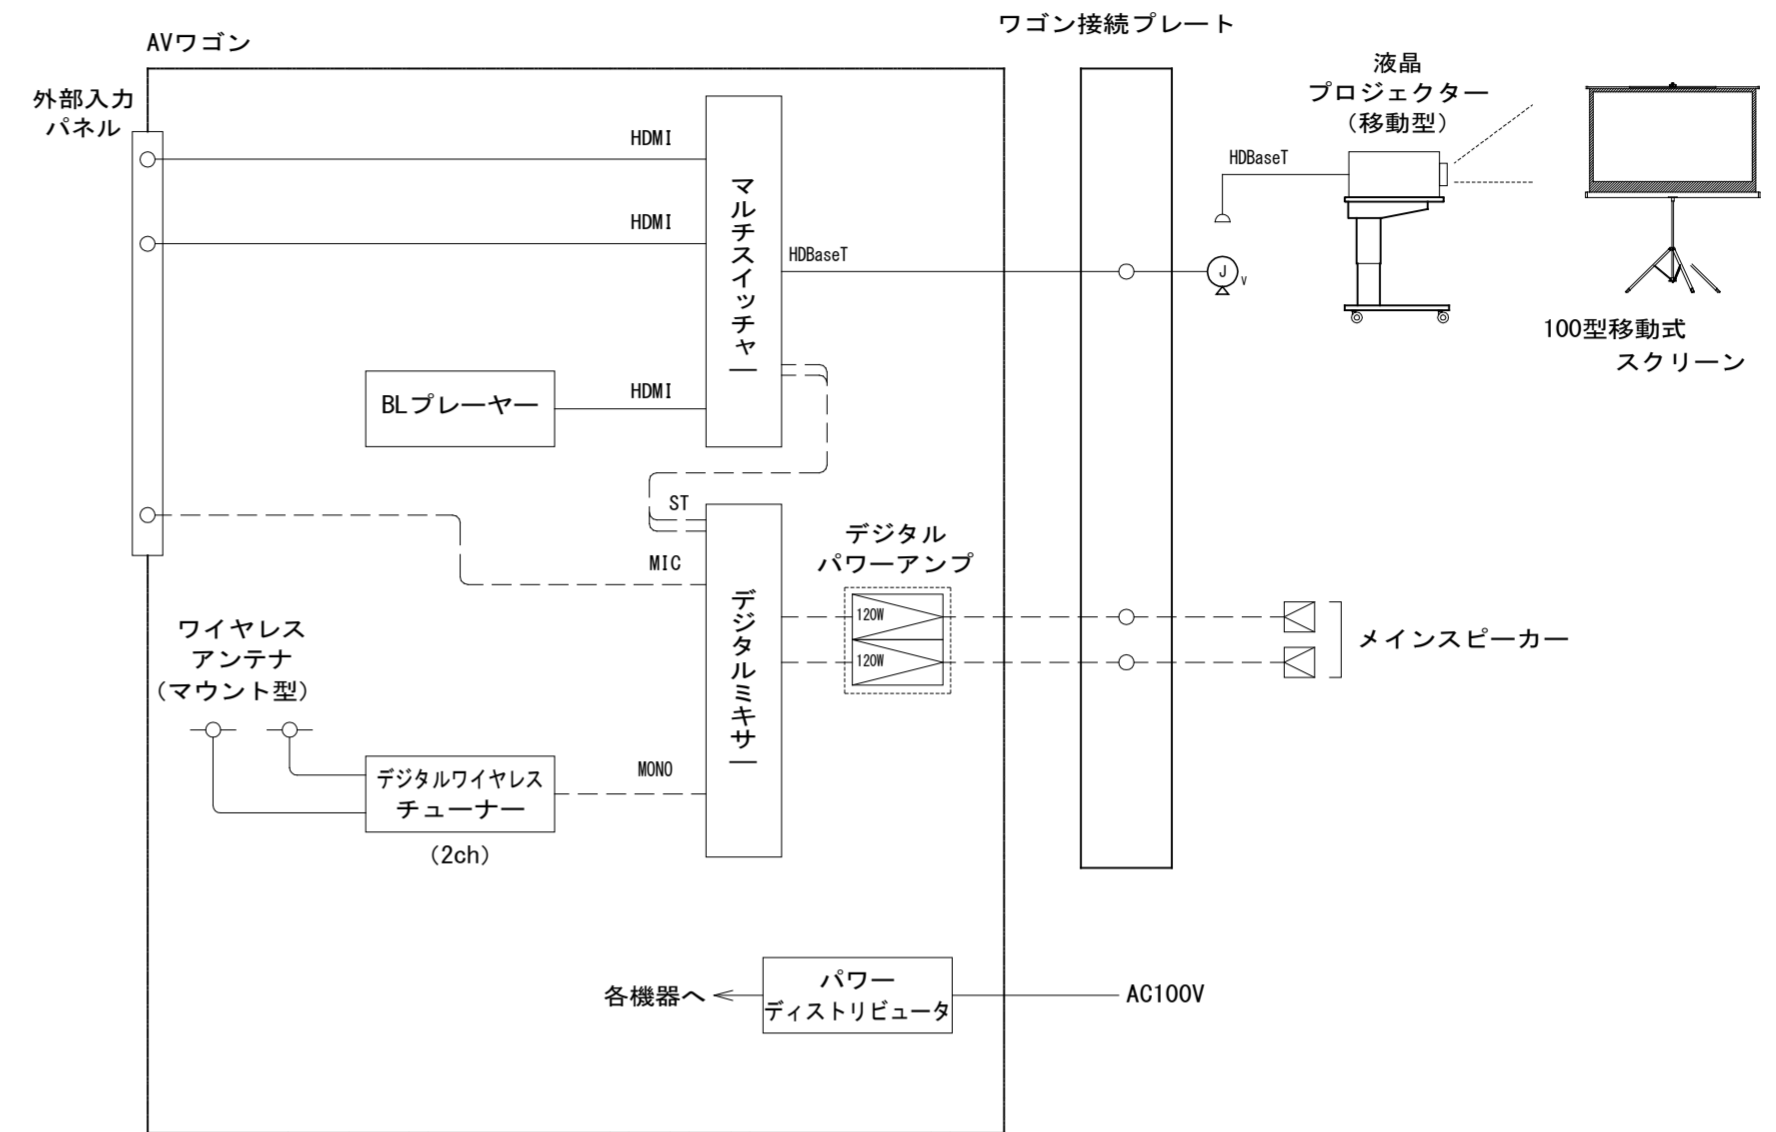 ワゴン接続プレート
AVワゴン
外部入力
パネル
液晶
プロジェクター
(移動型)
HDMI
HDMI
HDMI
マルチスイッチャー
HDBaseT
HDBaseT
J
V
100型移動式
スクリーン
BLプレーヤー
ST
MIC
MONO
デジタルミキサー
デジタル
パワーアンプ
120W
120W
メインスピーカー
ワイヤレス
アンテナ
(マウント型)
デジタルワイヤレス
チューナー
(2ch)
各機器へ
パワー
ディストリビュータ
AC100V